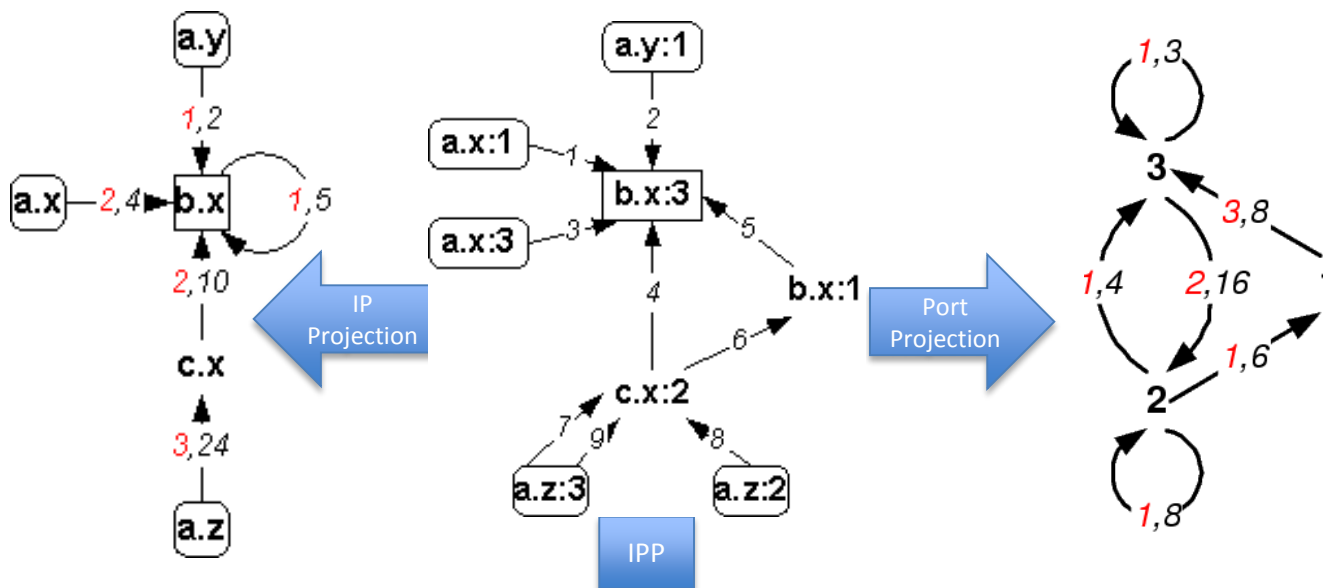 a.y
1,2
a.x
2,4
b.x
1,5
2,10
c.x
3,24
a.z
IP
Projection
a.y:1
2
a.x:1
1
b.x:3
a.x:3
3
5
4
b.x:1
6
c.x:2
7
9
8
a.z:3
a.z:2
IPP
Port
Projection
1,3
3
3,8
1,4
2,16
1,6
2
1,8